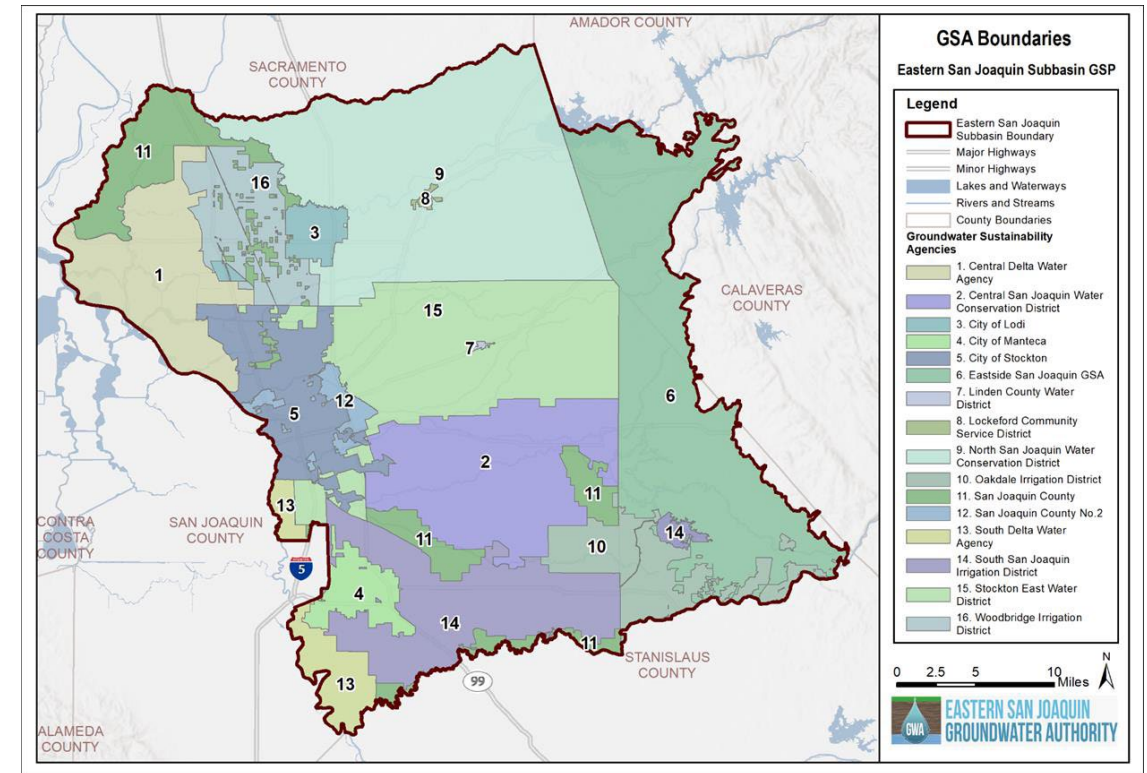 AMADOR COUNTY
SACRAMENTO
COUNTY
11
16
9
8
3
1
CALAVERAS
COUNTY
15
7
6
12
5
2
13
11
CONTRA
COSTA
COUNTY
SAN JOAQUIN
COUNTY
11
14
10
5
4
14
11
STANISLAUS
COUNTY
13
99
ALAMEDA
COUNTY
GSA Boundaries
Eastern San Joaquin Subbasin GSP
Legend
Eastern San Joaquin
Subbasin Boundary
Major Highways
Minor Highways
Lakes and Waterways
Rivers and Streams
County Boundaries
Groundwater Sustainability
Agencies
1. Central Delta Water
Agency
2. Central San Joaquin Water
Conservation District
3. City of Lodi
4. City of Manteca
5. City of Stockton
6. Eastside San Joaquin GSA
7. Linden County Water
District
8. Lockeford Community
Service District
9. North San Joaquin Water
Conservation District
10. Oakdale Irrigation District
11. San Joaquin County
12. San Joaquin County No.2
13. South Delta Water
Agency
14. South San Joaquin
Irrigation District
15. Stockton East Water
District
16. Woodbridge Irrigation
District
N
0 2.5 5 10
Miles
GWA
EASTERN SAN JOAQUIN
GROUNDWATER AUTHORITY